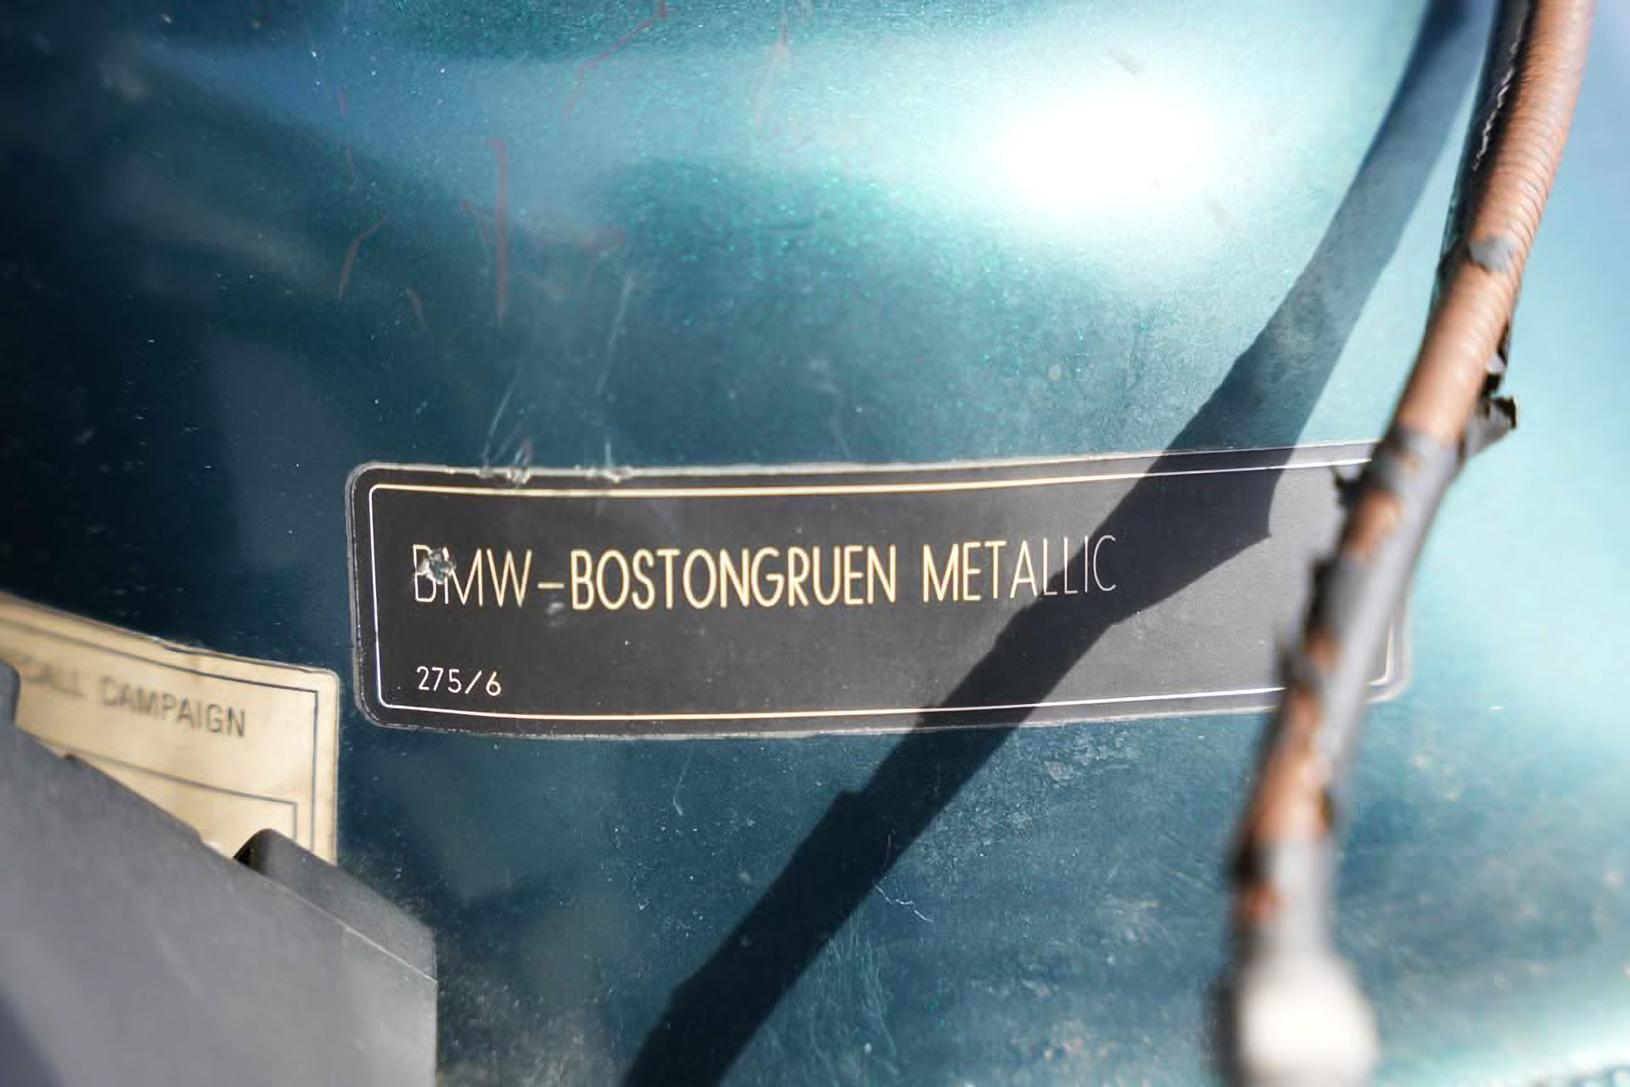 BMW-BOSTONGRUEN METALLIC
275/6
CAMPAIGN